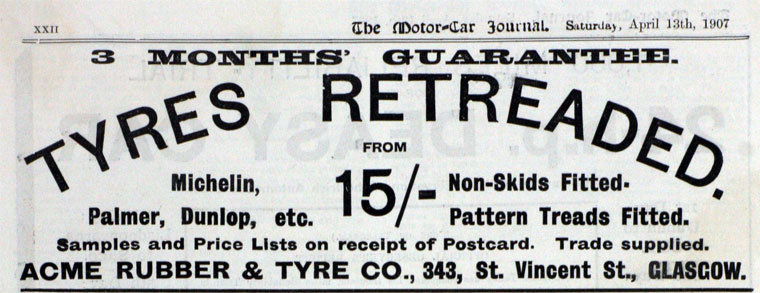 XXII The Motor-Car Journal. Saturday, April 13th, 1907
3 MONTHS' GUARANTEE.
TYRES RETREADED.
FROM
Michelin, 15/- Non-Skids Fitted.
Palmer, Dunlop, etc. Pattern Treads Fitted.
Samples and Price Lists on receipt of Postcard. Trade supplied.
ACME RUBBER & TYRE CO., 343, St. Vincent St., GLASGOW.